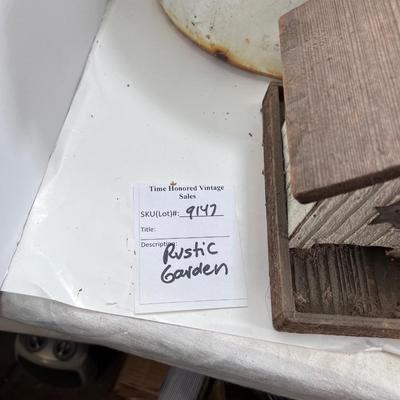 Time Honored Vintage
Sales
SKU(Lot)#: 9147
Title:
Description:
Rustic
Garden